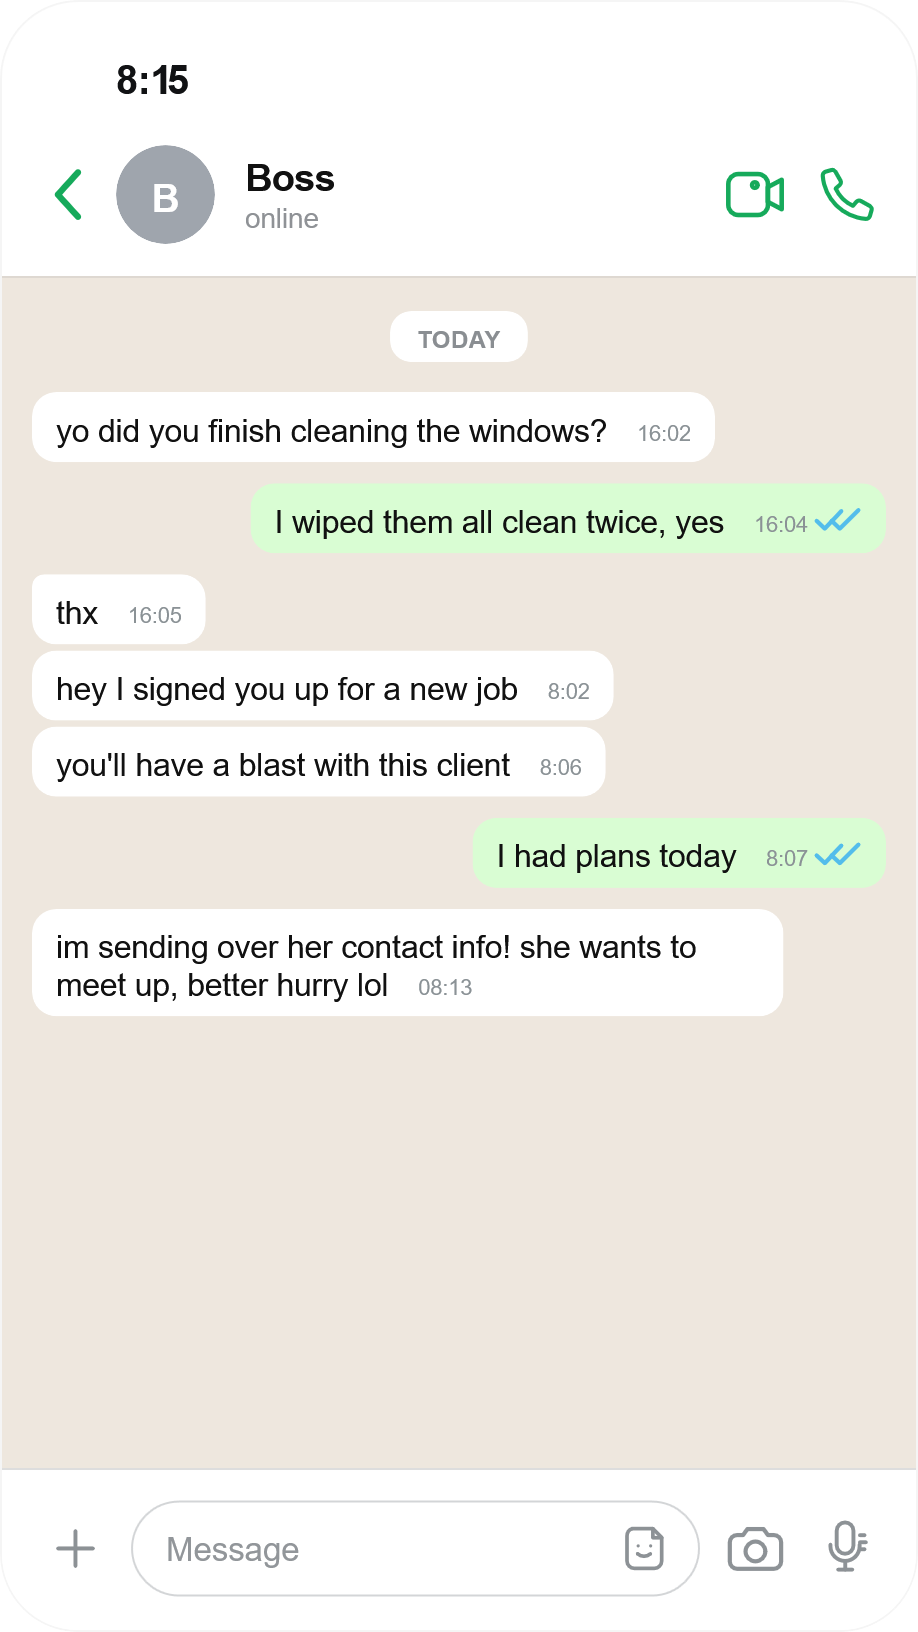 8:15
B
Boss
online
TODAY
yo did you finish cleaning the windows? 16:02
I wiped them all clean twice, yes 16:04
thx 16:05
hey I signed you up for a new job 8:02
you'll have a blast with this client 8:06
I had plans today 8:07
im sending over her contact info! she wants to
meet up, better hurry lol 08:13
Message